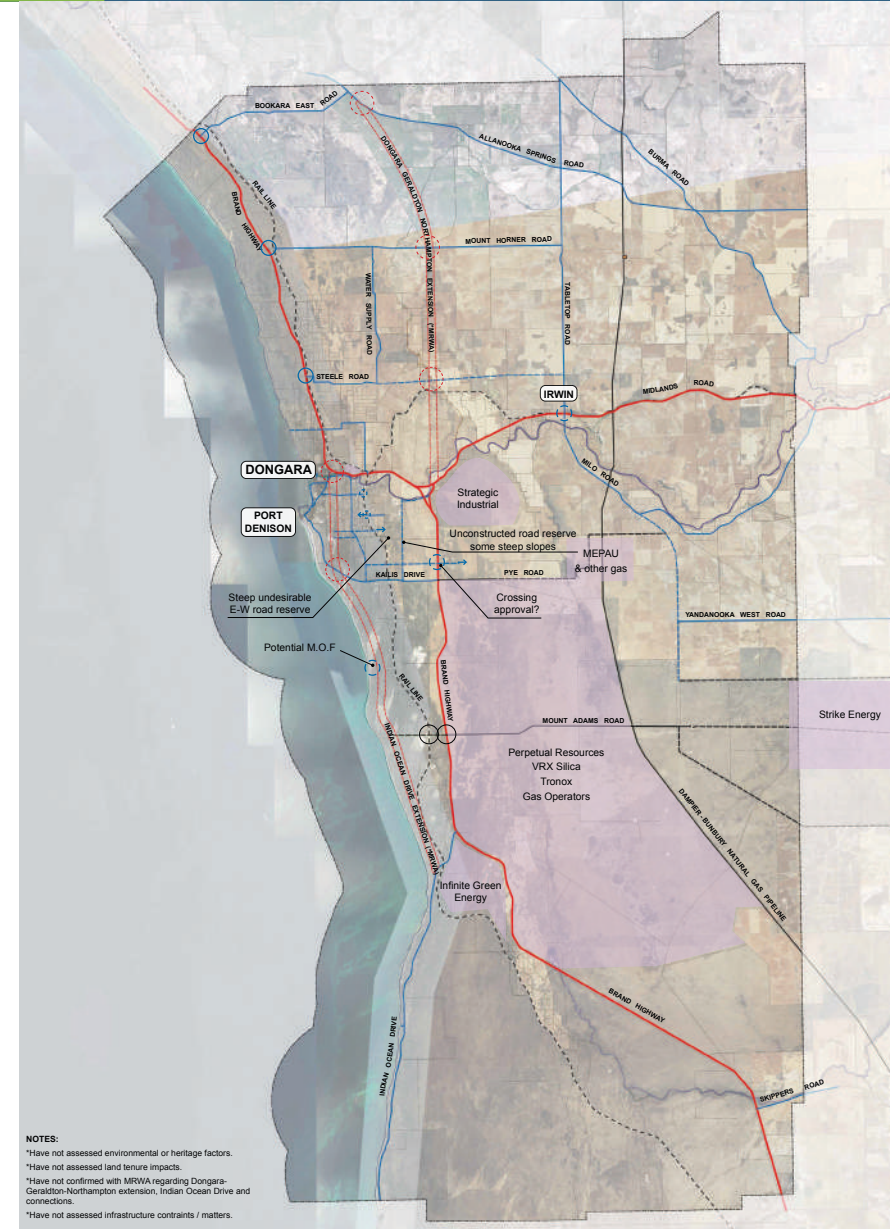 BOOKARA EAST ROAD
ALLANOOKA SPRINGS ROAD
BURMA ROAD
DONGARA GERALDTON NORTHAMPTON EXTENSION (*MRWA)
RAIL LINE
BRAND HIGHWAY
MOUNT HORNER ROAD
WATER SUPPLY ROAD
TABLETOP ROAD
STEELE ROAD
IRWIN
MIDLANDS ROAD
DONGARA
MILO ROAD
Strategic
Industrial
PORT
DENISON
Unconstructed road reserve
some steep slopes
MEPAU
& other gas
KAILIS DRIVE
PYE ROAD
Steep undesirable
E-W road reserve
Crossing
approval?
YANDANOOKA WEST ROAD
Potential M.O.F
RAIL LINE
BRAND HIGHWAY
MOUNT ADAMS ROAD
Strike Energy
INDIAN OCEAN DRIVE EXTENSION (*MRWA)
Perpetual Resources
VRX Silica
Tronox
Gas Operators
DAMPIER - BUNBURY NATURAL GAS PIPELINE
Infinite Green
Energy
BRAND HIGHWAY
INDIAN OCEAN DRIVE
SKIPPERS ROAD
NOTES:
*Have not assessed environmental or heritage factors.
*Have not assessed land tenure impacts.
*Have not confirmed with MRWA regarding Dongara-
Geraldton-Northampton extension, Indian Ocean Drive and
connections.
*Have not assessed infrastructure contraints / matters.